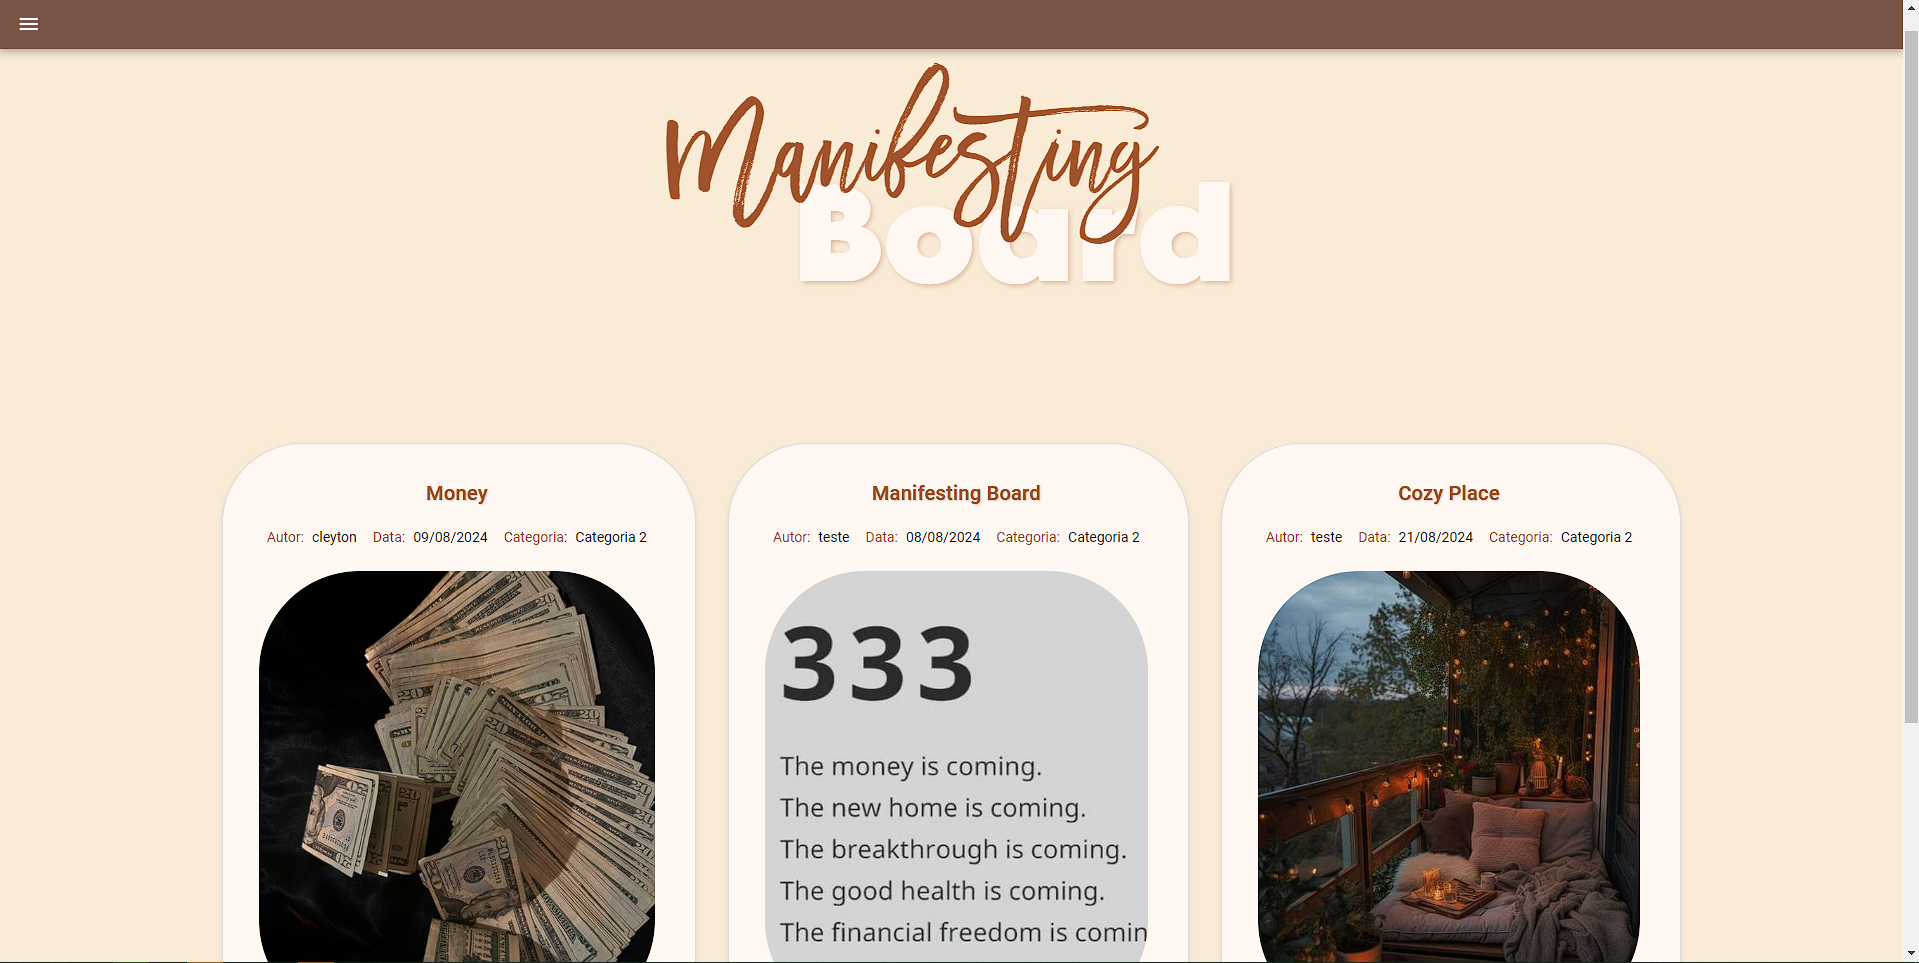 Manifesting
Board
Money
Autor: cleyton Data: 09/08/2024 Categoria: Categoria 2
Manifesting Board
Autor: teste Data: 08/08/2024 Categoria: Categoria 2
Cozy Place
Autor: teste Data: 21/08/2024 Categoria: Categoria 2
20
333
The money is coming.
The new home is coming.
The breakthrough is coming.
The good health is coming.
The financial freedom is comin